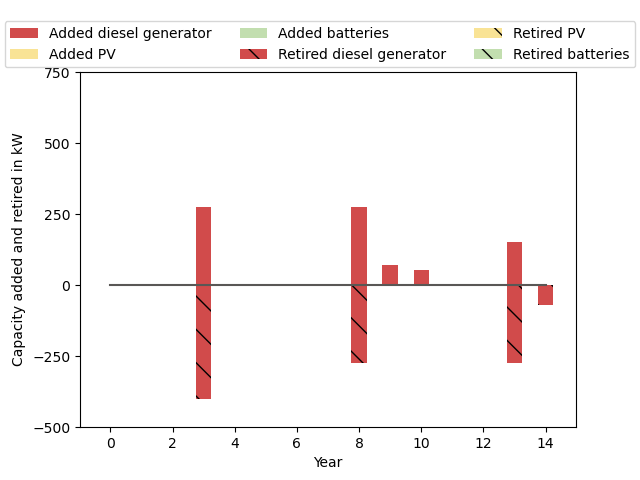 Added diesel generator Added batteries Retired PV
Added PV Retired diesel generator Retired batteries
750
500
250
0
−250
−500
Capacity added and retired in kW
0 2 4 6 8 10 12 14
Year